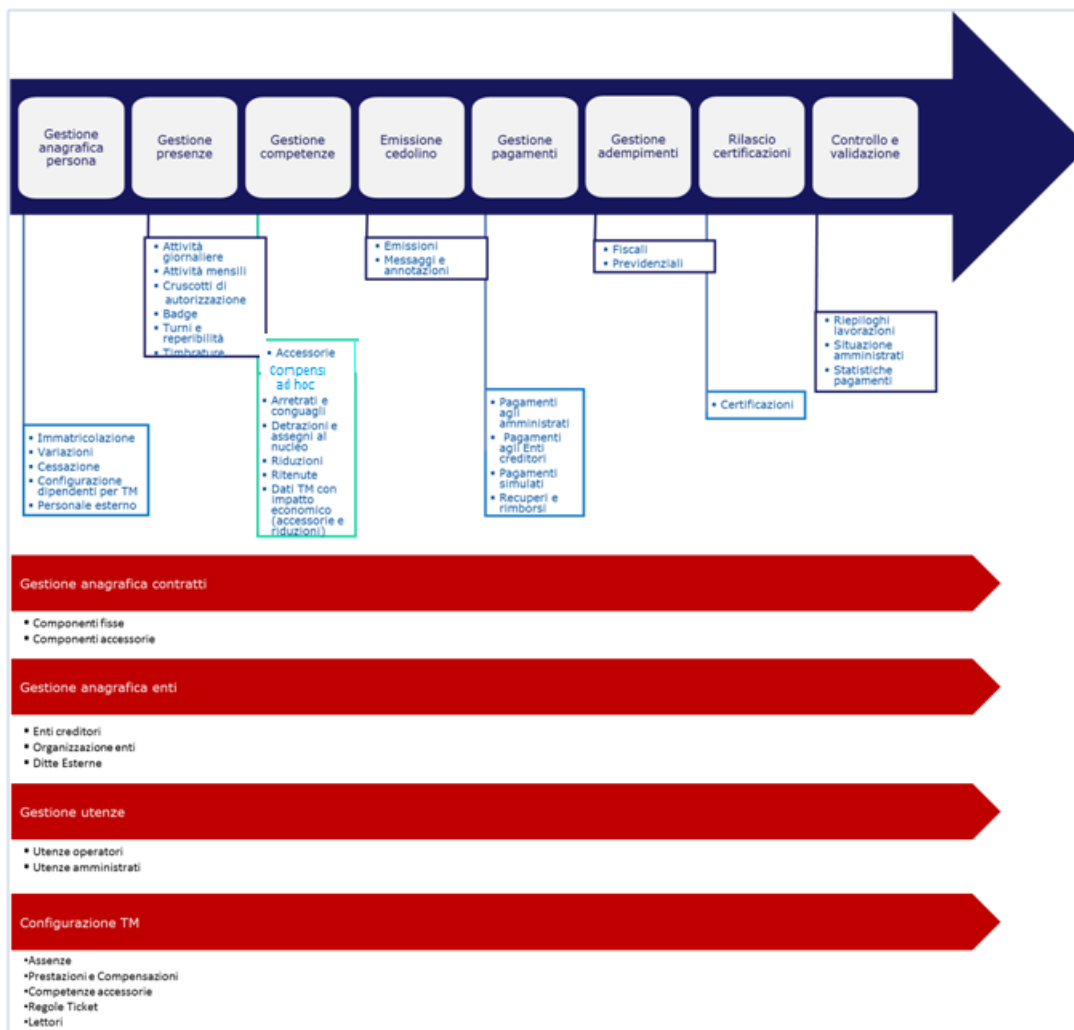 Gestione
anagrafica
persona
Gestione
presenze
Gestione
competenze
Emissione
cedolino
Gestione
pagamenti
Gestione
adempimenti
Rilascio
certificazioni
Controllo e
validazione
▪ Immatricolazione
▪ Variazioni
▪ Cessazione
▪ Configurazione
dipendenti per TM
▪ Personale esterno
▪ Attività
giornaliere
▪ Attività mensili
▪ Cruscotti di
autorizzazione
▪ Badge
▪ Turni e
reperibilità
▪ Timbrature
▪ Accessorie
Compensi
ad hoc
▪ Arretrati e
conguagli
▪ Detrazioni e
assegni al
nucleo
▪ Riduzioni
▪ Ritenute
▪ Dati TM con
impatto
economico
(accessorie e
riduzioni)
▪ Emissioni
▪ Messaggi e
annotazioni
▪ Pagamenti
agli
amministrati
▪ Pagamenti
agli Enti
creditori
▪ Pagamenti
simulati
▪ Recuperi e
rimborsi
▪ Fiscali
▪ Previdenziali
▪ Certificazioni
▪ Riepiloghi
lavorazioni
▪ Situazione
amministrati
▪ Statistiche
pagamenti
Gestione anagrafica contratti
▪ Componenti fisse
▪ Componenti accessorie
Gestione anagrafica enti
▪ Enti creditori
▪ Organizzazione enti
▪ Ditte Esterne
Gestione utenze
▪ Utenze operatori
▪ Utenze amministrati
Configurazione TM
•Assenze
•Prestazioni e Compensazioni
•Competenze accessorie
•Regole Ticket
•Lettori